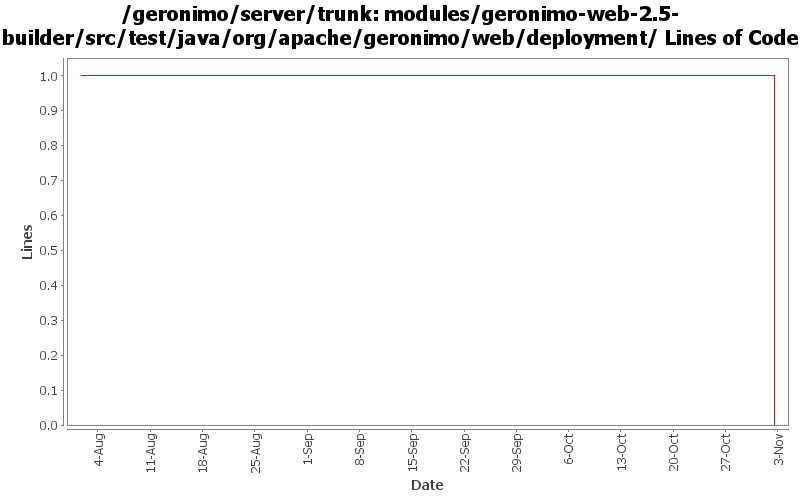 /geronimo/server/trunk: modules/geronimo-web-2.5-
builder/src/test/java/org/apache/geronimo/web/deployment/ Lines of Code
1.0
0.9
0.8
0.7
0.6
0.5
0.4
0.3
0.2
0.1
0.0
Lines
4-Aug
11-Aug
18-Aug
25-Aug
1-Sep
8-Sep
15-Sep
22-Sep
29-Sep
6-Oct
13-Oct
20-Oct
27-Oct
3-Nov
Date